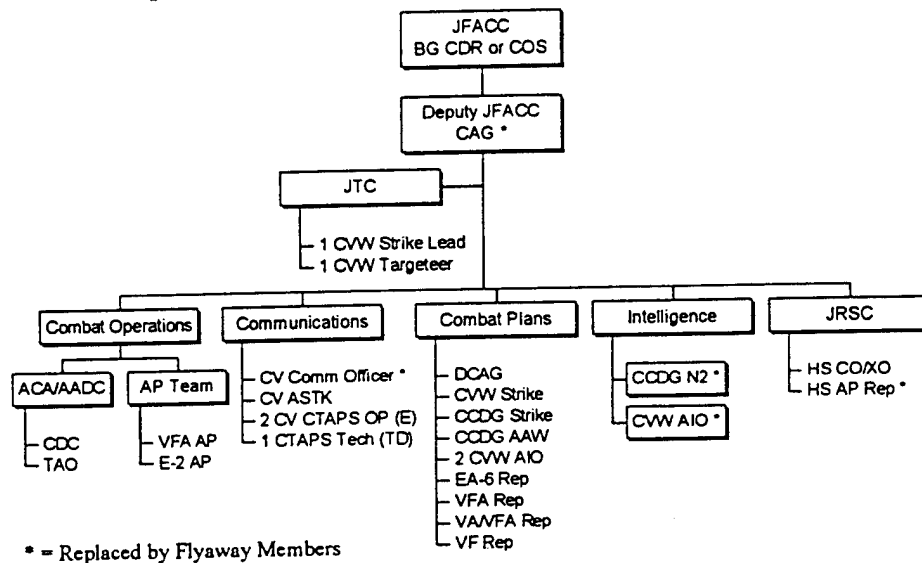 JFACC
BG CDR or COS
Deputy JFACC
CAG *
JTC
1 CVW Strike Lead
1 CVW Targeteer
Combat Operations
ACA/AADC
CDC
TAO
AP Team
VFA AP
E-2 AP
Communications
CV Comm Officer *
CV ASTK
2 CV CTAPS OP (E)
1 CTAPS Tech (TD)
Combat Plans
DCAG
CVW Strike
CCDG Strike
CCDG AAW
2 CVW AIO
EA-6 Rep
VFA Rep
VA/VFA Rep
VF Rep
Intelligence
CCDG N2 *
CVW AIO *
JRSC
HS CO/XO
HS AP Rep *
* = Replaced by Flyaway Members